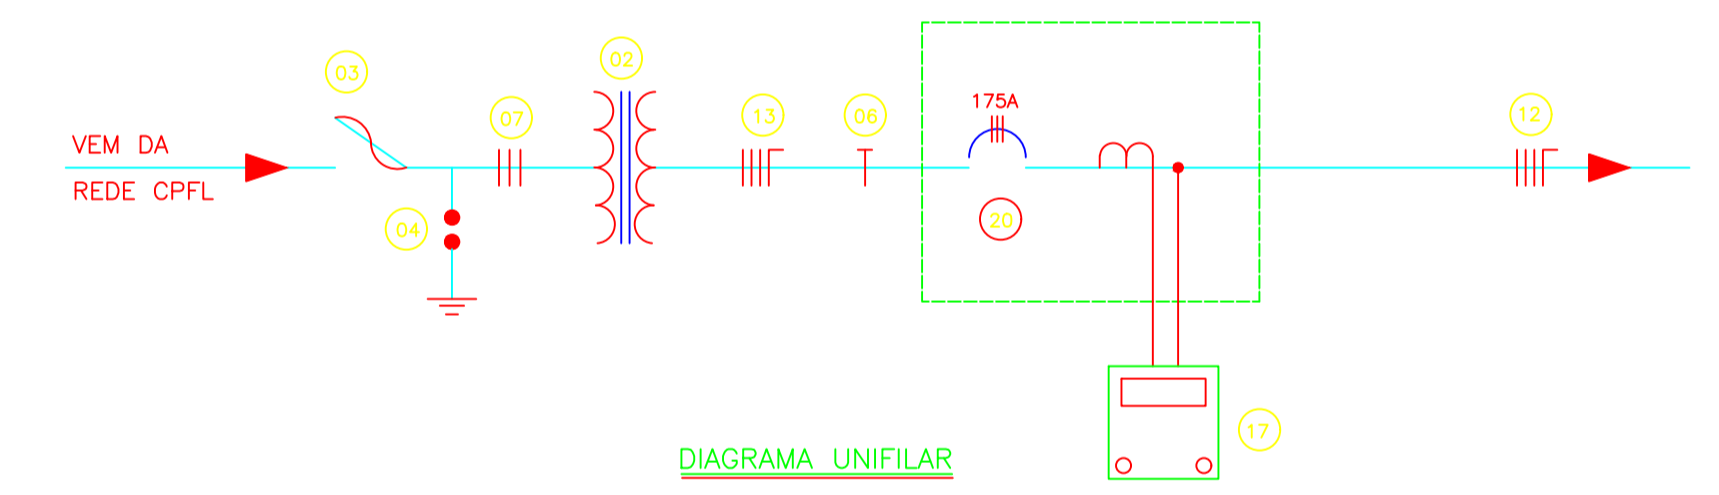 03
02
07
13
06
175A
12
VEM DA
REDE CPFL
04
20
17
DIAGRAMA UNIFILAR